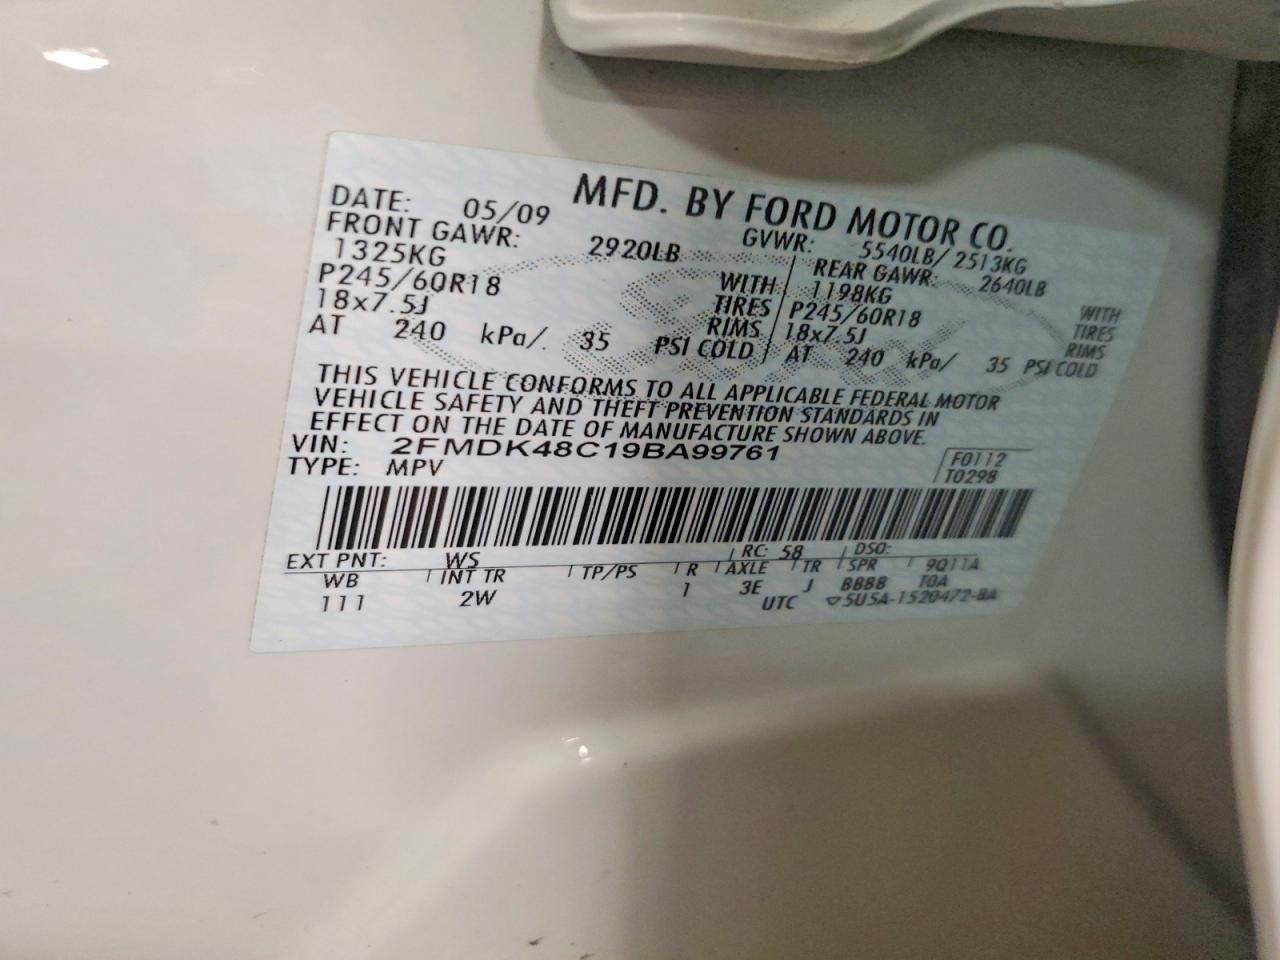 MFD. BY FORD MOTOR CO.
DATE: 05/09 GVWR: 5540LB/ 2513KG
FRONT GAWR: 2920LB REAR GAWR: 2640LB
1325KG WITH 1198KG WITH
P245/60R18 TIRES P245/60R18 TIRES
18x7.5J RIMS 18x7.5J RIMS
AT 240 kPa/. 35 PSI COLD AT 240 kPa/ 35 PSI COLD
THIS VEHICLE CONFORMS TO ALL APPLICABLE FEDERAL MOTOR
VEHICLE SAFETY AND THEFT PREVENTION STANDARDS IN
EFFECT ON THE DATE OF MANUFACTURE SHOWN ABOVE.
VIN: 2FMDK48C19BA99761 F0112
TYPE: MPV T0298
EXT PNT: WS RC: 58 DSO:
WB INT TR TP/PS R AXLE TR SPR 9Q11A
111 2W 1 3E J BBBB T0A
UTC ▽5U5A-1520472-BA